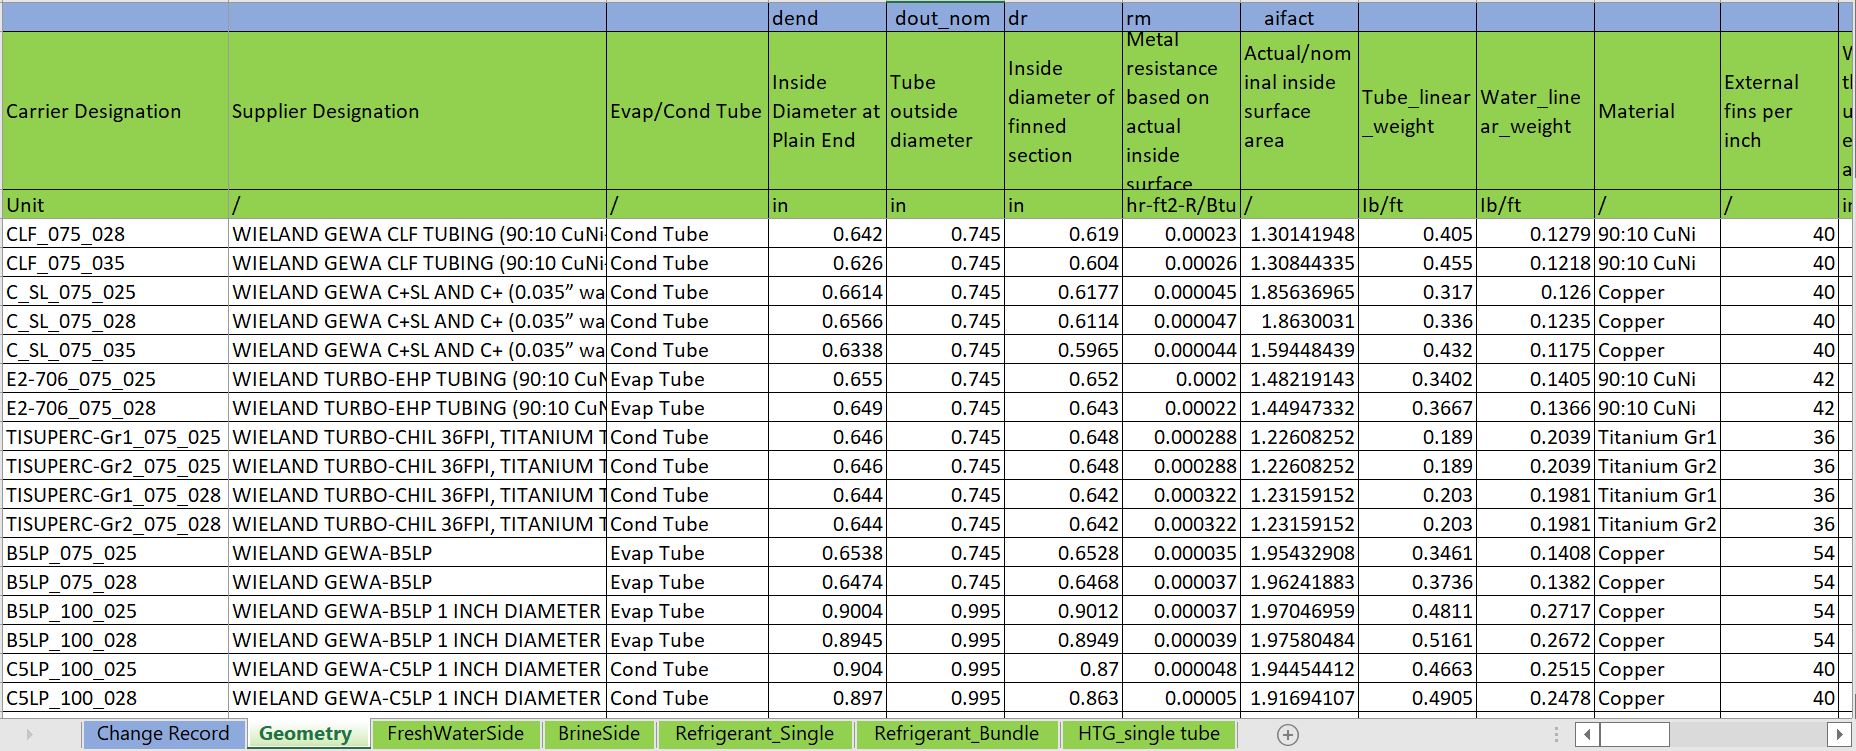 dend dout_nom dr rm aifact
Carrier Designation Supplier Designation Evap/Cond Tube Inside Diameter at Plain End Tube outside diameter Inside diameter of finned section Metal resistance based on actual inside surface Actual/nominal inside surface area Tube_linear_weight Water_linear_weight Material External fins per inch
Unit / / in in in hr-ft2-R/Btu / lb/ft lb/ft / /
CLF_075_028 WIELAND GEWA CLF TUBING (90:10 CuNi Cond Tube 0.642 0.745 0.619 0.00023 1.30141948 0.405 0.1279 90:10 CuNi 40
CLF_075_035 WIELAND GEWA CLF TUBING (90:10 CuNi Cond Tube 0.626 0.745 0.604 0.00026 1.30844335 0.455 0.1218 90:10 CuNi 40
C_SL_075_025 WIELAND GEWA C+SL AND C+ (0.035” wa Cond Tube 0.6614 0.745 0.6177 0.000045 1.85636965 0.317 0.126 Copper 40
C_SL_075_028 WIELAND GEWA C+SL AND C+ (0.035” wa Cond Tube 0.6566 0.745 0.6114 0.000047 1.8630031 0.336 0.1235 Copper 40
C_SL_075_035 WIELAND GEWA C+SL AND C+ (0.035” wa Cond Tube 0.6338 0.745 0.5965 0.000044 1.59448439 0.432 0.1175 Copper 40
E2-706_075_025 WIELAND TURBO-EHP TUBING (90:10 CuN Evap Tube 0.655 0.745 0.652 0.0002 1.48219143 0.3402 0.1405 90:10 CuNi 42
E2-706_075_028 WIELAND TURBO-EHP TUBING (90:10 CuN Evap Tube 0.649 0.745 0.643 0.00022 1.44947332 0.3667 0.1366 90:10 CuNi 42
TISUPERC-Gr1_075_025 WIELAND TURBO-CHIL 36FPI, TITANIUM T Cond Tube 0.646 0.745 0.648 0.000288 1.22608252 0.189 0.2039 Titanium Gr1 36
TISUPERC-Gr2_075_025 WIELAND TURBO-CHIL 36FPI, TITANIUM T Cond Tube 0.646 0.745 0.648 0.000288 1.22608252 0.189 0.2039 Titanium Gr2 36
TISUPERC-Gr1_075_028 WIELAND TURBO-CHIL 36FPI, TITANIUM T Cond Tube 0.644 0.745 0.642 0.000322 1.23159152 0.203 0.1981 Titanium Gr1 36
TISUPERC-Gr2_075_028 WIELAND TURBO-CHIL 36FPI, TITANIUM T Cond Tube 0.644 0.745 0.642 0.000322 1.23159152 0.203 0.1981 Titanium Gr2 36
B5LP_075_025 WIELAND GEWA-B5LP Evap Tube 0.6538 0.745 0.6528 0.000035 1.95432908 0.3461 0.1408 Copper 54
B5LP_075_028 WIELAND GEWA-B5LP Evap Tube 0.6474 0.745 0.6468 0.000037 1.96241883 0.3736 0.1382 Copper 54
B5LP_100_025 WIELAND GEWA-B5LP 1 INCH DIAMETER Evap Tube 0.9004 0.995 0.9012 0.000037 1.97046959 0.4811 0.2717 Copper 54
B5LP_100_028 WIELAND GEWA-B5LP 1 INCH DIAMETER Evap Tube 0.8945 0.995 0.8949 0.000039 1.97580484 0.5161 0.2672 Copper 54
C5LP_100_025 WIELAND GEWA-C5LP 1 INCH DIAMETER Cond Tube 0.904 0.995 0.87 0.000048 1.94454412 0.4663 0.2515 Copper 40
C5LP_100_028 WIELAND GEWA-C5LP 1 INCH DIAMETER Cond Tube 0.897 0.995 0.863 0.00005 1.91694107 0.4905 0.2478 Copper 40
Change Record Geometry FreshWaterSide BrineSide Refrigerant_Single Refrigerant_Bundle HTG_single tube